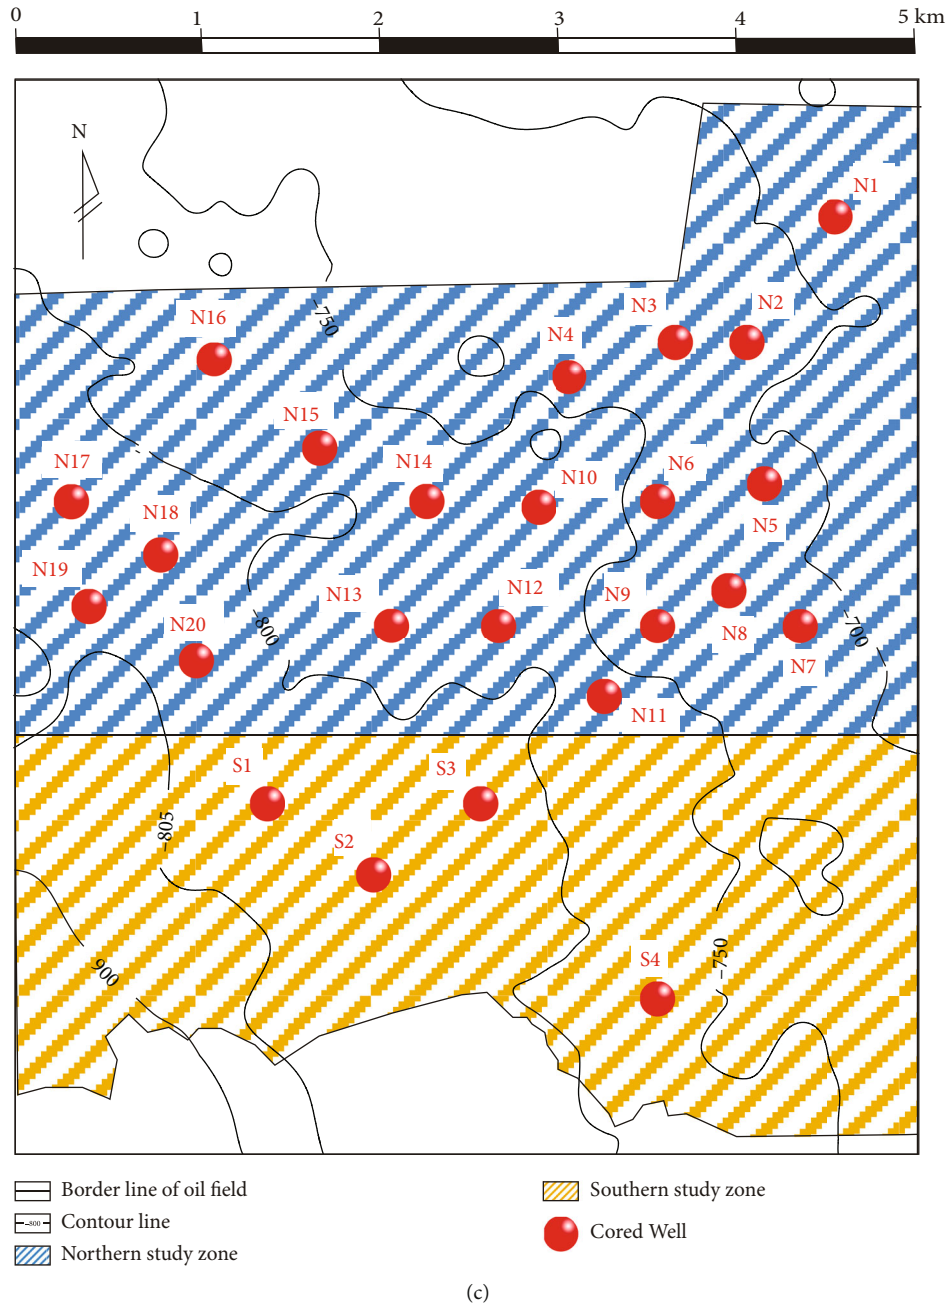 0 1 2 3 4 5 km
N
N1
N2
N3
N4
N16
–750
N15
N14
N10
N6
N5
N17
N18
N19
N20
–800
N13
N12
N9
N8
N7
–700
N11
S1
S3
S2
–805
900
S4
–750
Border line of oil field
–800 Contour line
Northern study zone
Southern study zone
Cored Well
(c)